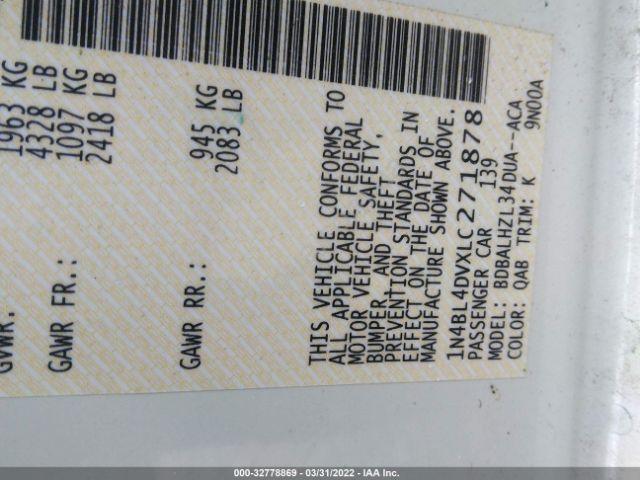 GVWR:
1963 KG
4328 LB
GAWR FR.: 1097 KG
2418 LB
GAWR RR.: 945 KG
2083 LB
THIS VEHICLE CONFORMS TO
ALL APPLICABLE FEDERAL
MOTOR VEHICLE SAFETY,
BUMPER AND THEFT
PREVENTION STANDARDS IN
EFFECT ON THE DATE OF
MANUFACTURE SHOWN ABOVE.
1N4BL4DVXLC271878
PASSENGER CAR 139
MODEL: BDBALHZL34DUA--ACA
COLOR: QAB TRIM: K 9N00A
000-32778869 - 03/31/2022 - IAA Inc.